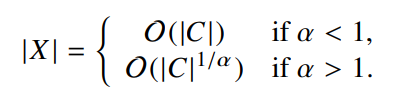 |X| = { O(|C|) if α < 1,
O(|C|^{1/α}) if α > 1.